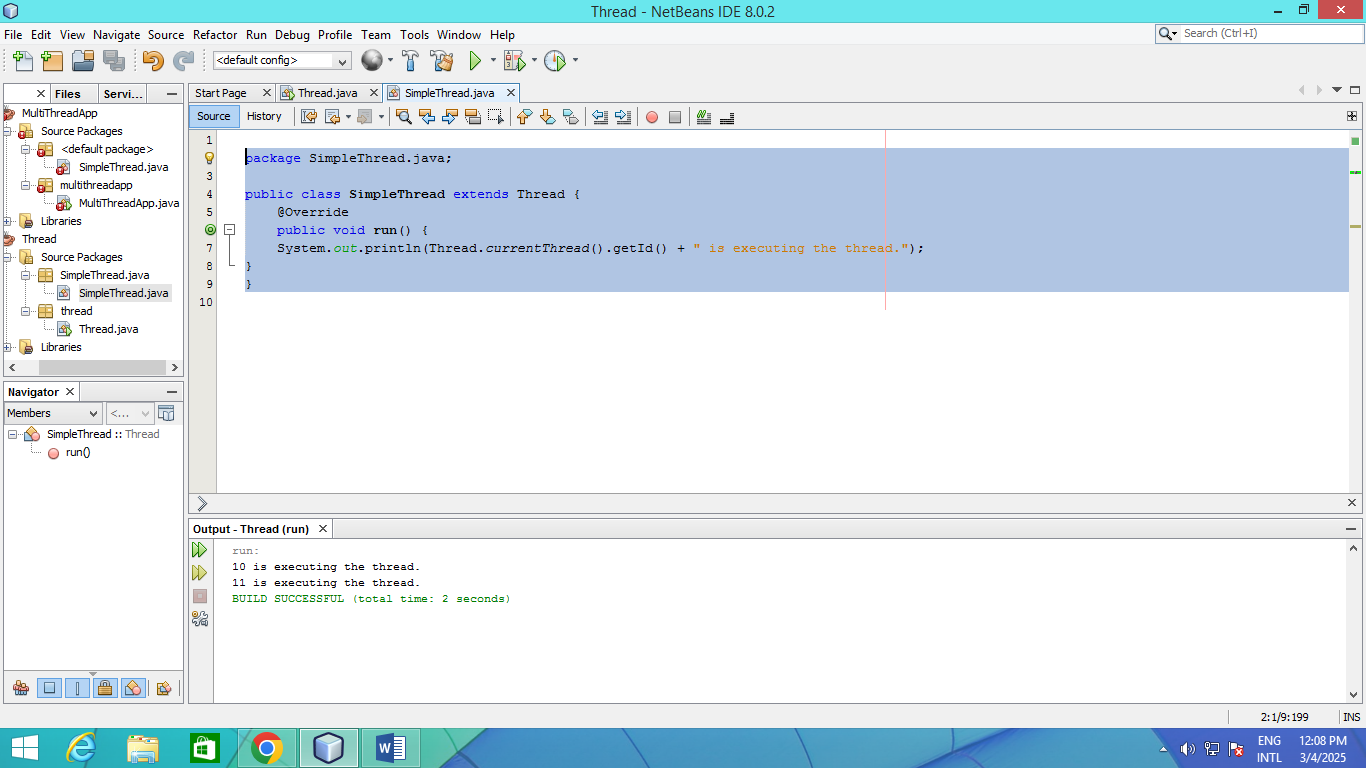 Thread - NetBeans IDE 8.0.2
File Edit View Navigate Source Refactor Run Debug Profile Team Tools Window Help
Search (Ctrl+I)
<default config>
Files Servi...
Start Page Thread.java SimpleThread.java
Source History
MultiThreadApp
Source Packages
<default package>
SimpleThread.java
multithreadapp
MultiThreadApp.java
Libraries
Thread
Source Packages
SimpleThread.java
SimpleThread.java
thread
Thread.java
Libraries
1
package SimpleThread.java;
3
4 public class SimpleThread extends Thread {
5 @Override
public void run() {
7 System.out.println(Thread.currentThread().getId() + " is executing the thread.");
8 }
9 }
10
Navigator
Members <...
SimpleThread :: Thread
run()
Output - Thread (run)
run:
10 is executing the thread.
11 is executing the thread.
BUILD SUCCESSFUL (total time: 2 seconds)
2:1/9:199 INS
ENG
INTL
12:08 PM
3/4/2025